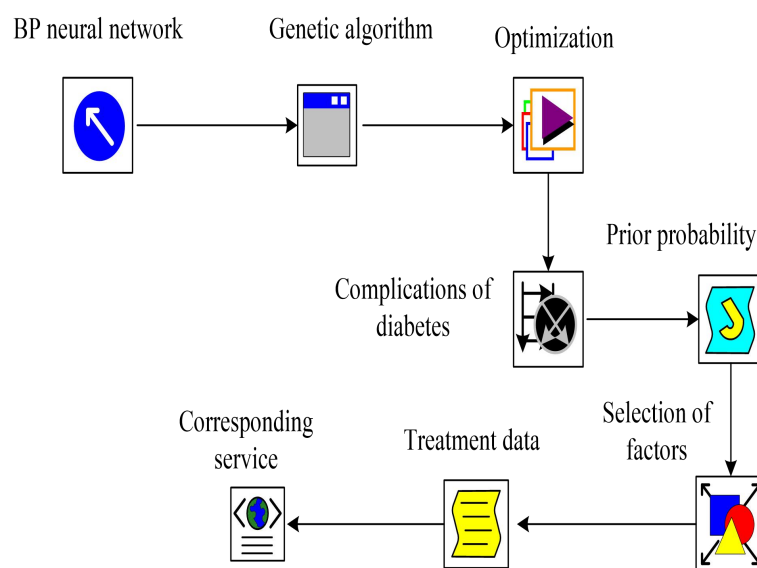 BP neural network
Genetic algorithm
Optimization
Prior probability
Complications of
diabetes
Selection of
factors
Treatment data
Corresponding
service